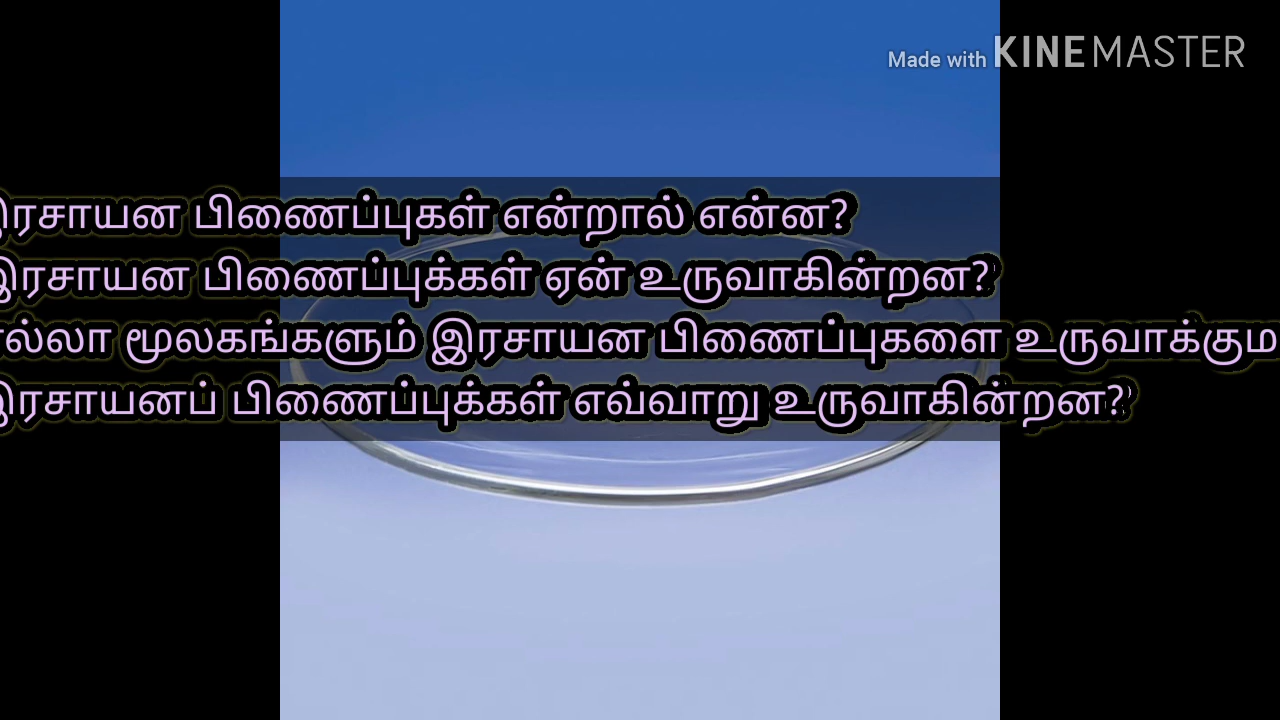 Made with KINEMASTER
இரசாயன பிணைப்புகள் என்றால் என்ன?
இரசாயன பிணைப்புக்கள் ஏன் உருவாகின்றன?
மூலகங்களும் இரசாயன பிணைப்புகளை
இரசாயனப் பிணைப்புக்கள் எவ்வாறு உருவாகின்றன?